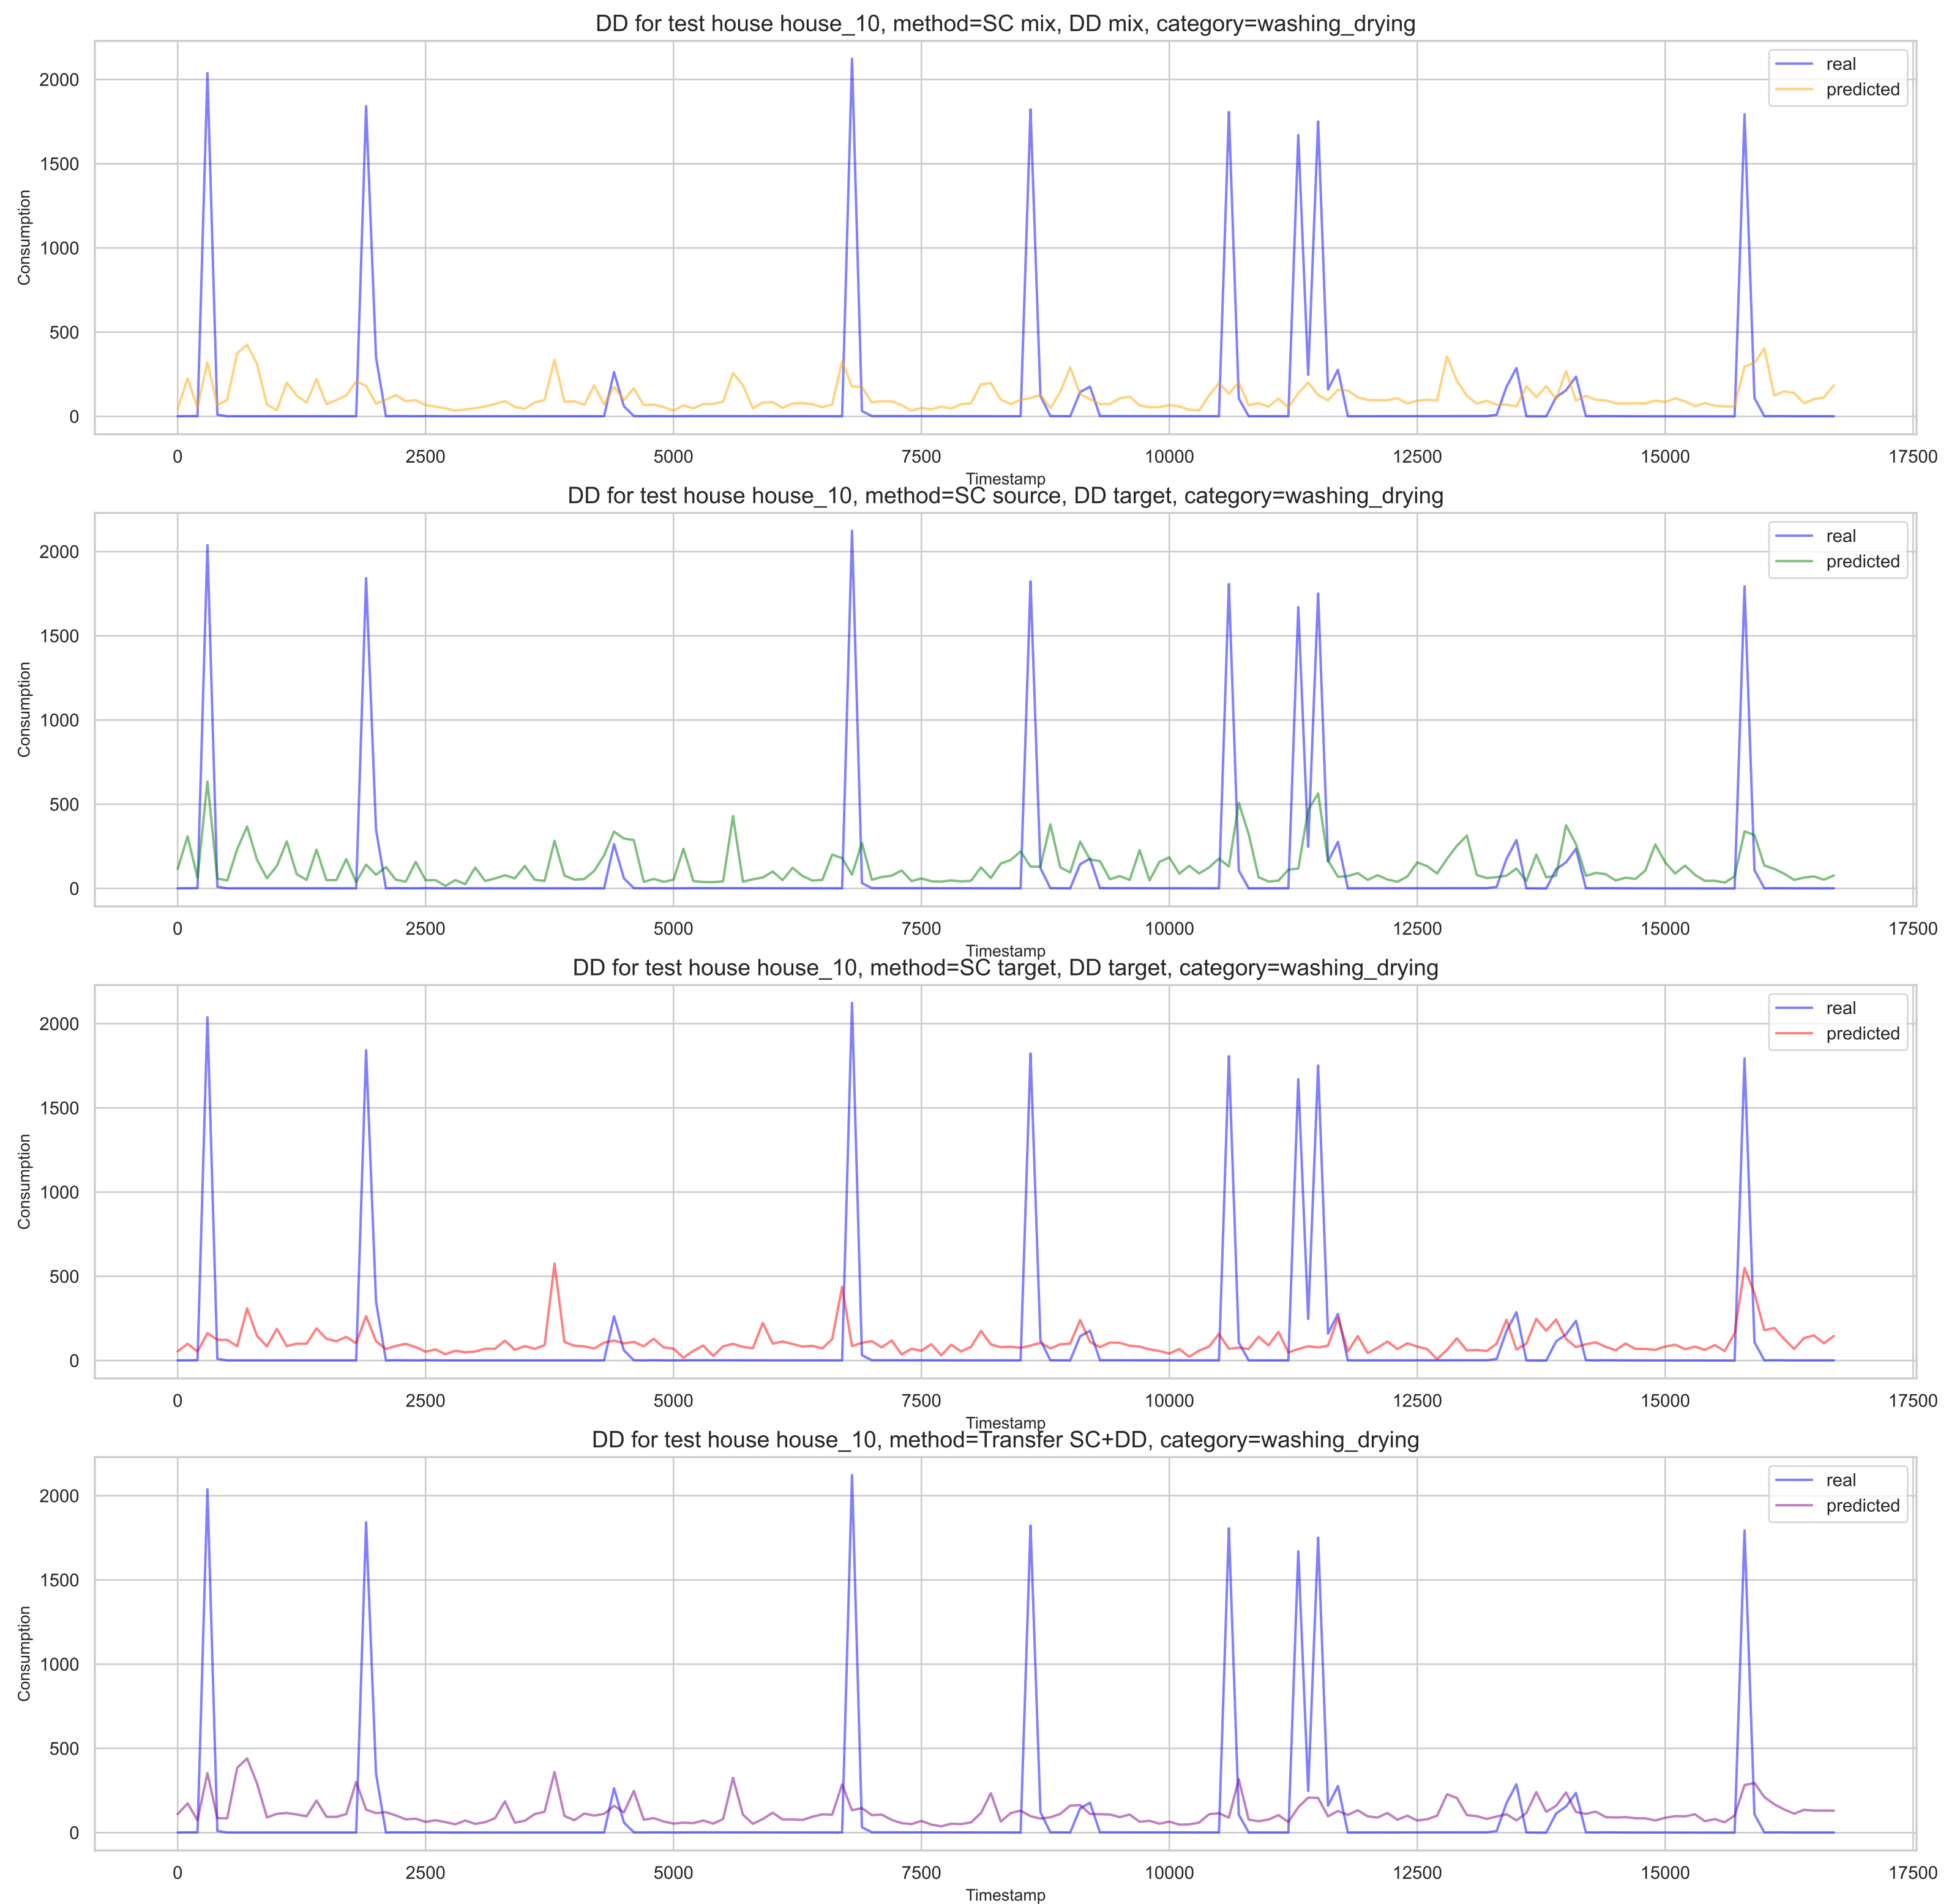 DD for test house house_10, method=SC mix, DD mix, category=washing_drying
real
predicted
2000
1500
1000
500
0
Consumption
0 2500 5000 7500 10000 12500 15000 17500
Timestamp
DD for test house house_10, method=SC source, DD target, category=washing_drying
real
predicted
2000
1500
1000
500
0
Consumption
0 2500 5000 7500 10000 12500 15000 17500
Timestamp
DD for test house house_10, method=SC target, DD target, category=washing_drying
real
predicted
2000
1500
1000
500
0
Consumption
0 2500 5000 7500 10000 12500 15000 17500
Timestamp
DD for test house house_10, method=Transfer SC+DD, category=washing_drying
real
predicted
2000
1500
1000
500
0
Consumption
0 2500 5000 7500 10000 12500 15000 17500
Timestamp